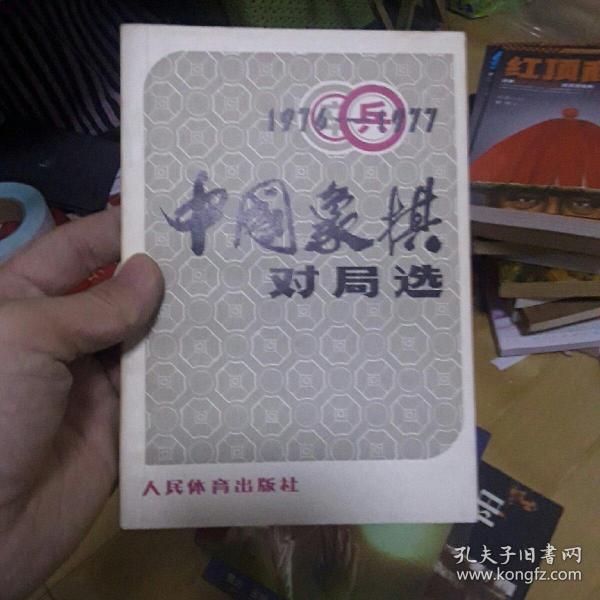 1976—1977
兵
中国象棋
对局选
人民体育出版社
红顶商
阳
孔夫子旧书网
www.kongfz.com